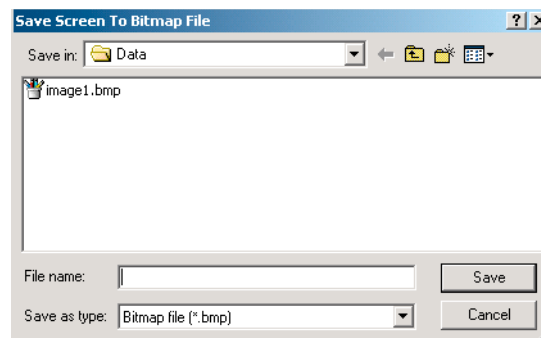 Save Screen To Bitmap File
Save in: Data
image1.bmp
File name: Save
Save as type: Bitmap file (*.bmp) Cancel